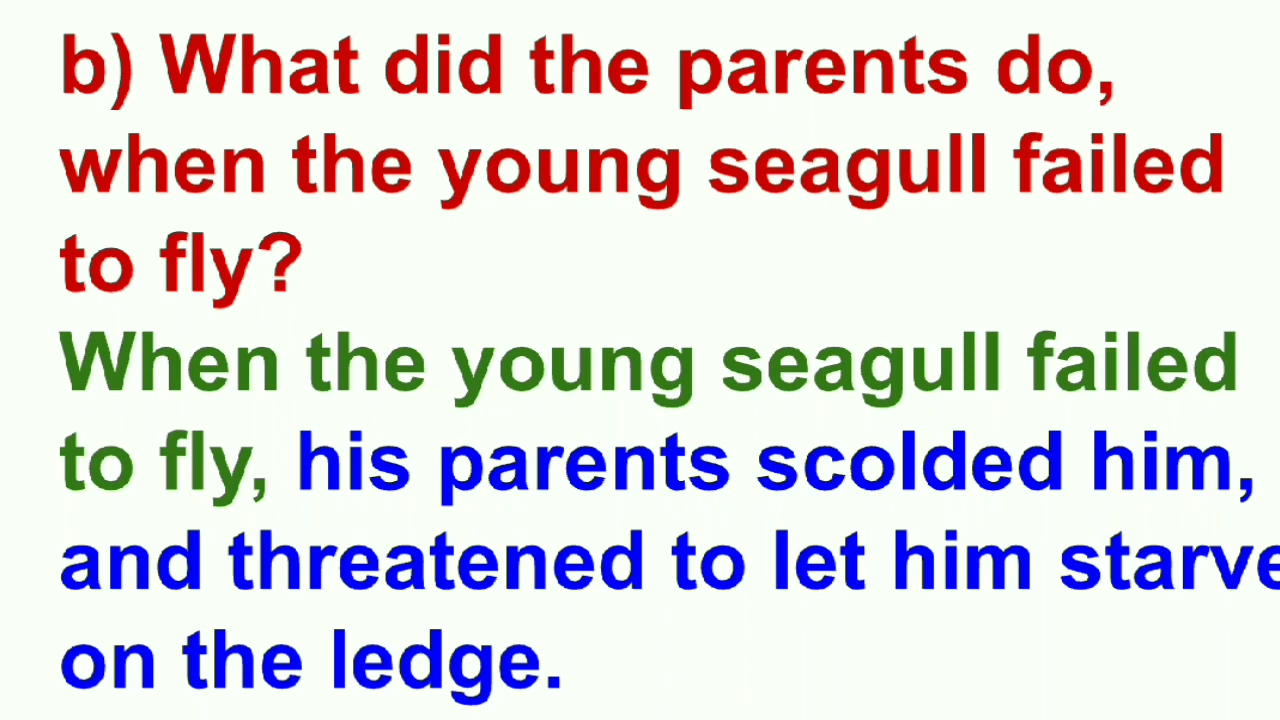 b) What did the parents do,
when the young seagull failed
to fly?
When the young seagull failed
to fly, his parents scolded him,
and threatened to let him starve
on the ledge.